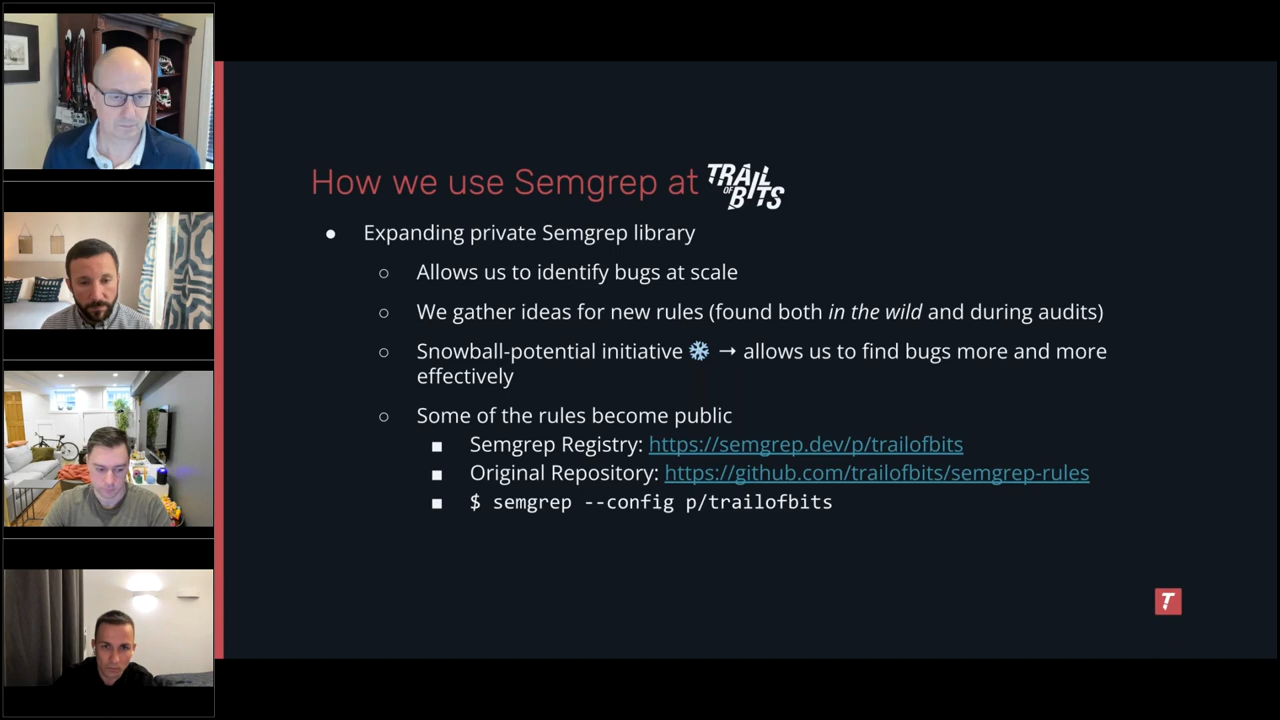 How we use Semgrep at TRAIL OF BITS
● Expanding private Semgrep library
○ Allows us to identify bugs at scale
○ We gather ideas for new rules (found both in the wild and during audits)
○ Snowball-potential initiative ❄ → allows us to find bugs more and more
effectively
○ Some of the rules become public
■ Semgrep Registry: https://semgrep.dev/p/trailofbits
■ Original Repository: https://github.com/trailofbits/semgrep-rules
■ $ semgrep --config p/trailofbits
T